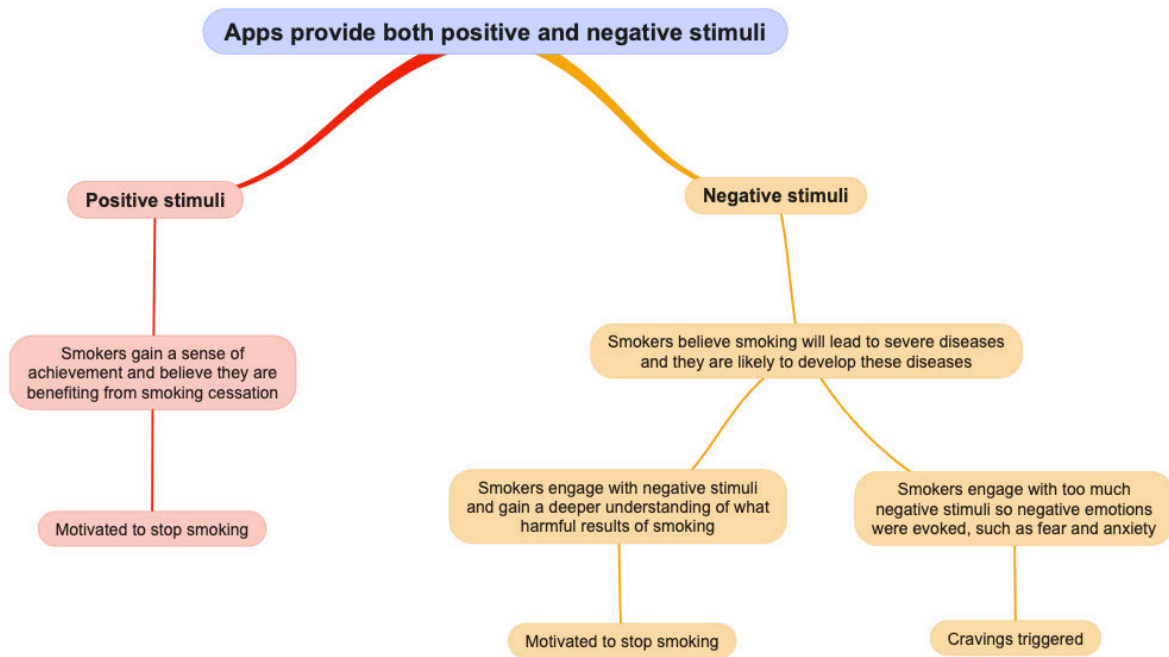 Apps provide both positive and negative stimuli
Positive stimuli
Negative stimuli
Smokers gain a sense of
achievement and believe they are
benefiting from smoking cessation
Smokers believe smoking will lead to severe diseases
and they are likely to develop these diseases
Motivated to stop smoking
Smokers engage with negative stimuli
and gain a deeper understanding of what
harmful results of smoking
Smokers engage with too much
negative stimuli so negative emotions
were evoked, such as fear and anxiety
Motivated to stop smoking
Cravings triggered